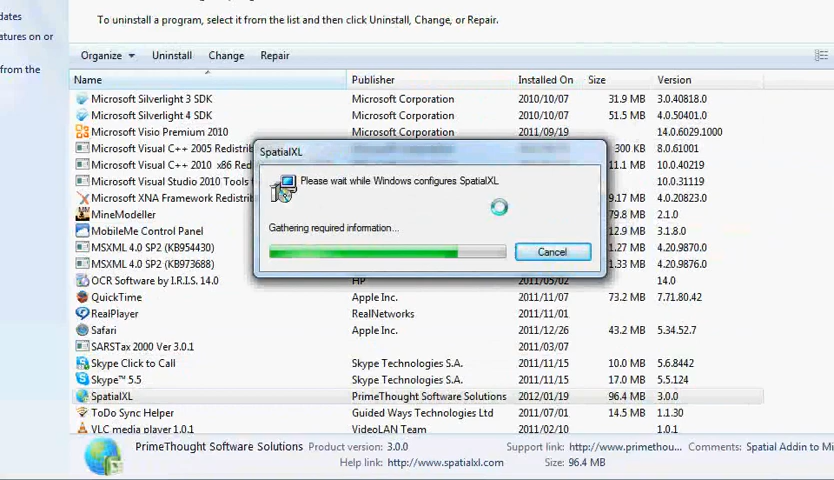 dates
To uninstall a program, select it from the list and then click Uninstall, Change, or Repair.
atures on or
from the
Organize Uninstall Change Repair
Name Publisher Installed On Size Version
Microsoft Silverlight 3 SDK Microsoft Corporation 2010/10/07 31.9 MB 3.0.40818.0
Microsoft Silverlight 4 SDK Microsoft Corporation 2010/10/07 51.5 MB 4.0.50401.0
Microsoft Visio Premium 2010 Microsoft Corporation 2011/09/19 14.0.6029.1000
Microsoft Visual C++ 2005 Redistribut 300 KB 8.0.61001
Microsoft Visual C++ 2010 x86 Redist 11.1 MB 10.0.40219
Microsoft Visual Studio 2010 Tools f 10.0.31119
Microsoft XNA Framework Redistrib 79.8 MB 4.0.20823.0
MineModeller 79.8 MB 2.1.0
MobileMe Control Panel 12.9 MB 3.1.8.0
MSXML 4.0 SP2 (KB954430) 1.27 MB 4.20.9870.0
MSXML 4.0 SP2 (KB973688) 1.33 MB 4.20.9876.0
OCR Software by I.R.I.S. 14.0 HP 2011/05/02 14.0
SpatialXL
Please wait while Windows configures SpatialXL
Gathering required information...
Cancel
QuickTime Apple Inc. 2011/11/07 73.2 MB 7.71.80.42
RealPlayer RealNetworks 2011/11/01
Safari Apple Inc. 2011/12/26 43.2 MB 5.34.52.7
SARSTax 2000 Ver 3.0.1 2011/03/07
Skype Click to Call Skype Technologies S.A. 2011/11/15 10.0 MB 5.6.8442
Skype™ 5.5 Skype Technologies S.A. 2011/11/15 17.0 MB 5.5.124
SpatialXL PrimeThought Software Solutions 2012/01/19 96.4 MB 3.0.0
ToDo Sync Helper Guided Ways Technologies Ltd 2011/07/01 14.5 MB 1.1.30
VLC media player 1.0.1 VideoLAN Team 2011/02/10 1.0.1
PrimeThought Software Solutions Product version: 3.0.0 Support link: http://www.primethou... Comments: Spatial Addin to Mi
Help link: http://www.spatialxl.com Size: 96.4 MB